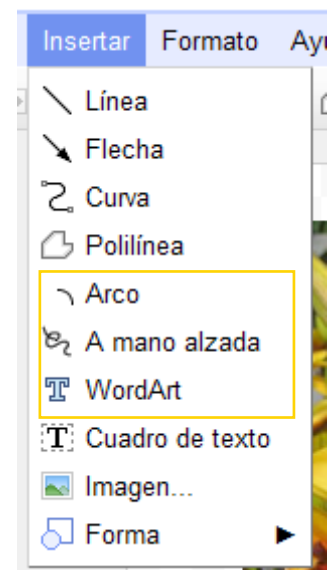 Insertar Formato Ayu
Línea
Flecha
Curva
Polilínea
Arco
A mano alzada
WordArt
Cuadro de texto
Imagen...
Forma